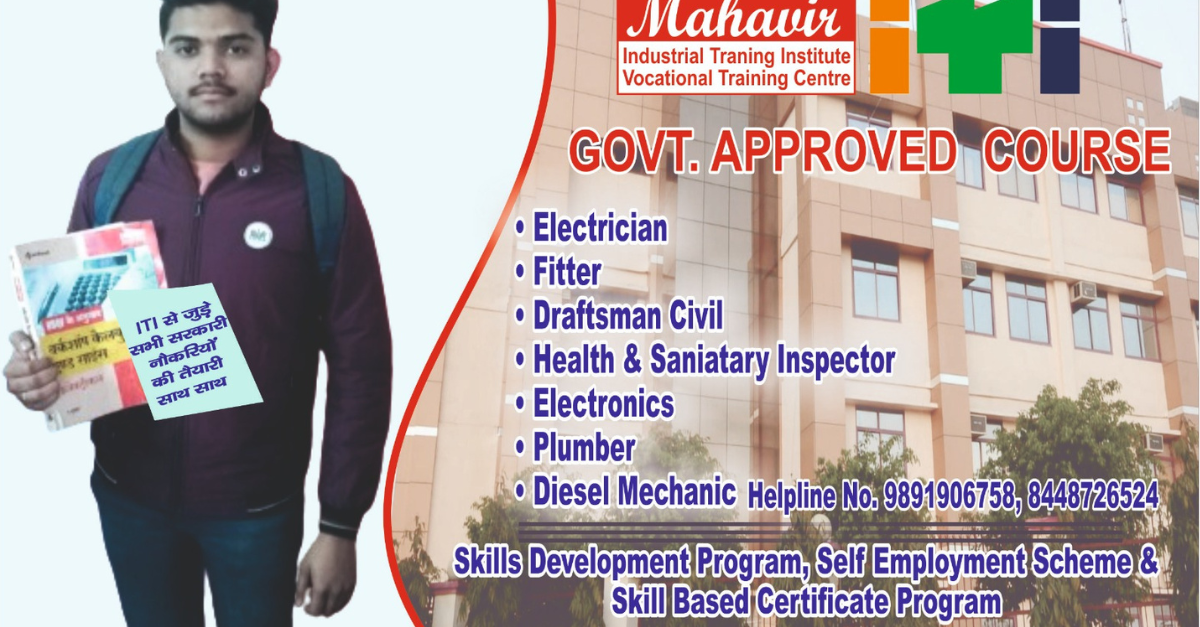 Mahavir
Industrial Traning Institute
Vocational Training Centre
iTi
GOVT. APPROVED COURSE
• Electrician
• Fitter
• Draftsman Civil
• Health & Saniatary Inspector
• Electronics
• Plumber
• Diesel Mechanic Helpline No. 9891906758, 8448726524
Skills Development Program, Self Employment Scheme &
Skill Based Certificate Program
ITI से जुड़े
सभी सरकारी
नौकरियों
की तैयारी
साथ साथ